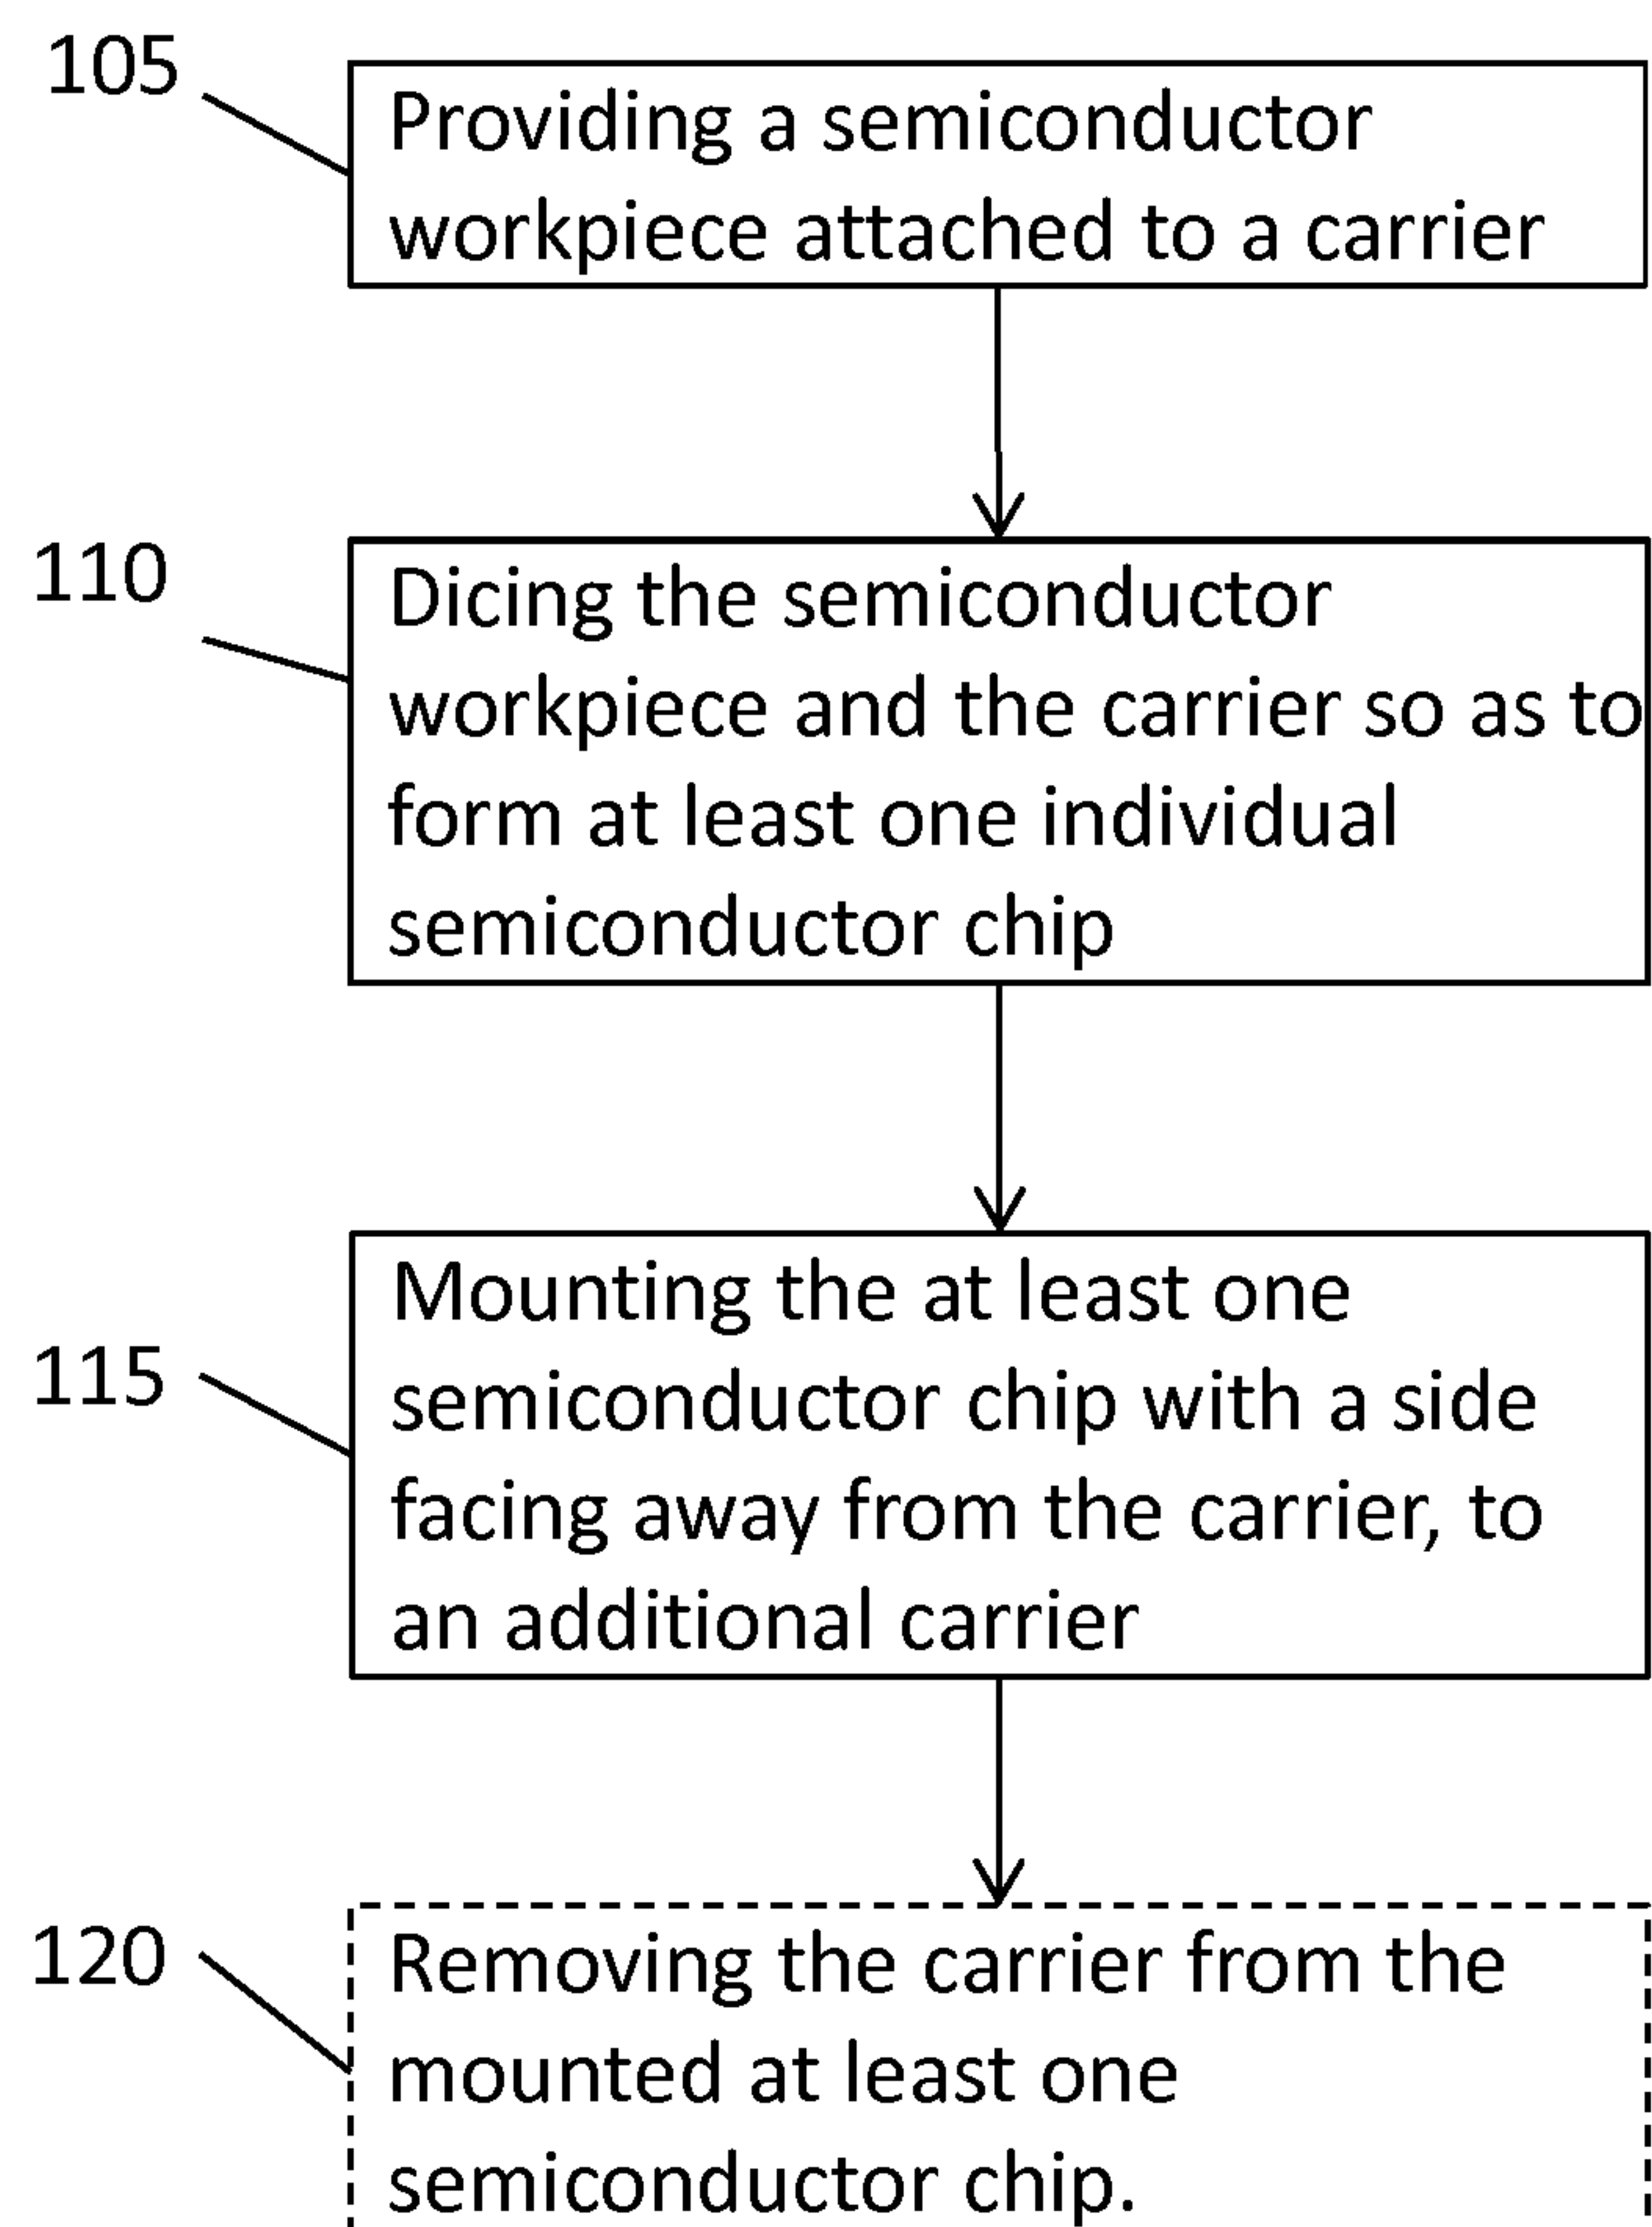 105
Providing a semiconductor
workpiece attached to a carrier
110
Dicing the semiconductor
workpiece and the carrier so as to
form at least one individual
semiconductor chip
115
Mounting the at least one
semiconductor chip with a side
facing away from the carrier, to
an additional carrier
120
Removing the carrier from the
mounted at least one
semiconductor chip.